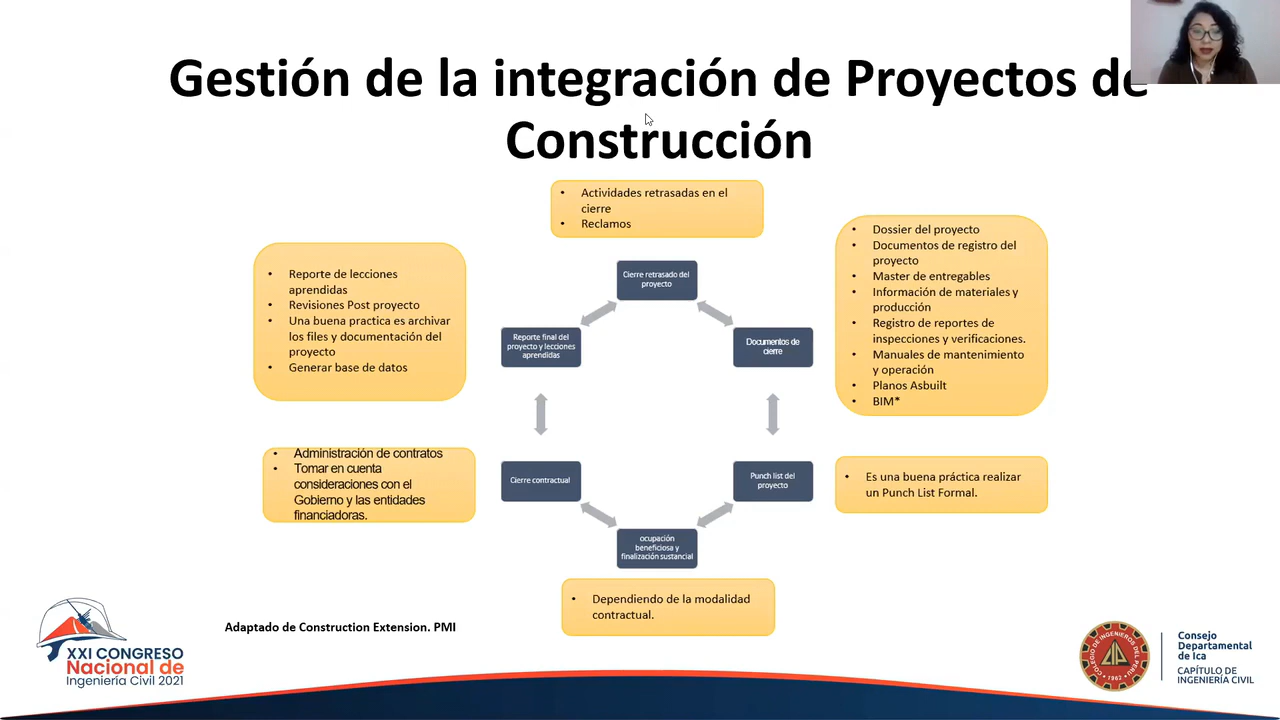 Gestión de la integración de Proyectos de
Construcción
• Actividades retrasadas en el
cierre
• Reclamos
• Reporte de lecciones
aprendidas
• Revisiones Post proyecto
• Una buena practica es archivar
los files y documentación del
proyecto
• Generar base de datos
• Dossier del proyecto
• Documentos de registro del
proyecto
• Master de entregables
• Información de materiales y
producción
• Registro de reportes de
inspecciones y verificaciones.
• Manuales de mantenimiento
y operación
• Planos Asbuilt
• BIM*
Cierre retrasado del
proyecto
Reporte final del
proyecto y lecciones
aprendidas
Documentos de
cierre
• Administración de contratos
• Tomar en cuenta
consideraciones con el
Gobierno y las entidades
financiadoras.
Cierre contractual
Punch list del
proyecto
• Es una buena práctica realizar
un Punch List Formal.
ocupación
beneficiosa y
finalización sustancial
• Dependiendo de la modalidad
contractual.
Adaptado de Construction Extension. PMI
XXI CONGRESO
Nacional de
Ingeniería Civil 2021
COLEGIO DE INGENIEROS DEL PERU
1962
Consejo
Departamental
de Ica
CAPÍTULO DE
INGENIERÍA CIVIL